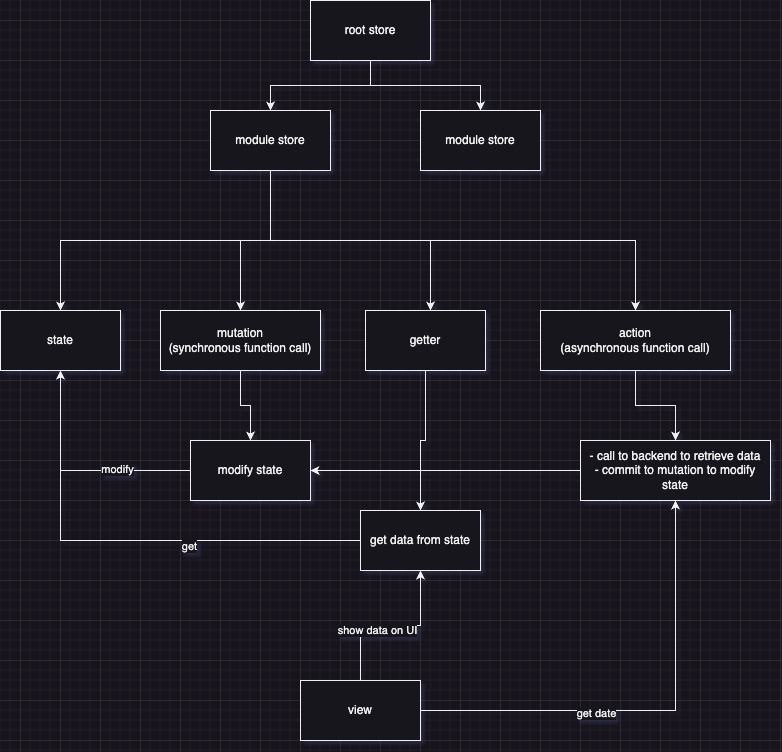 root store
module store
module store
state
mutation
(synchronous function call)
getter
action
(asynchronous function call)
modify
modify state
- call to backend to retrieve data
- commit to mutation to modify
state
get
get data from state
show data on UI
view
get date